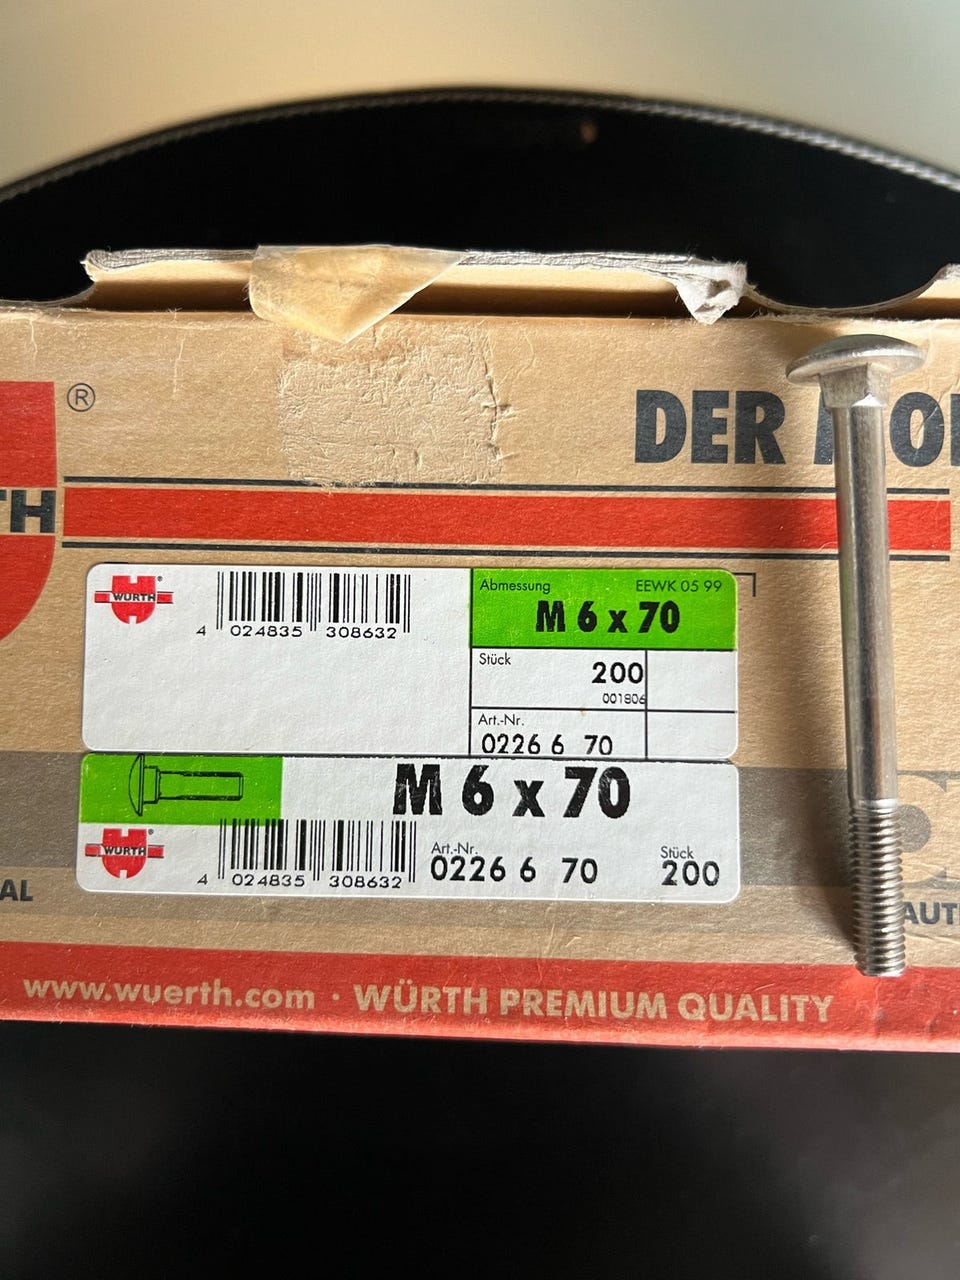 ®
DER
TH
WÜRTH®
4 024835 308632
Abmessung EEWK 05 99
M 6 x 70
Stück
200
001806
Art.-Nr.
0226 6 70
M 6 x 70
WÜRTH®
4 024835 308632
Art.-Nr.
0226 6 70
Stück
200
AL
AUT
www.wuerth.com · WÜRTH PREMIUM QUALITY